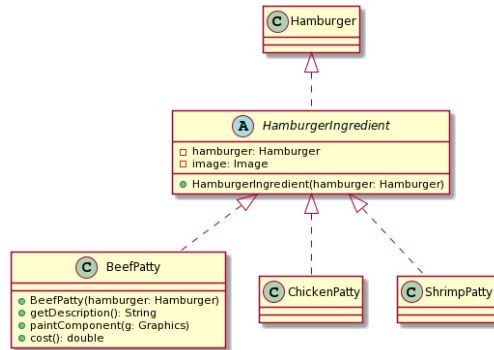 C Hamburger
A HamburgerIngredient
hamburger: Hamburger
image: Image
HamburgerIngredient(hamburger: Hamburger)
C BeefPatty
BeefPatty(hamburger: Hamburger)
getDescription(): String
paintComponent(g: Graphics)
cost(): double
C ChickenPatty
C ShrimpPatty